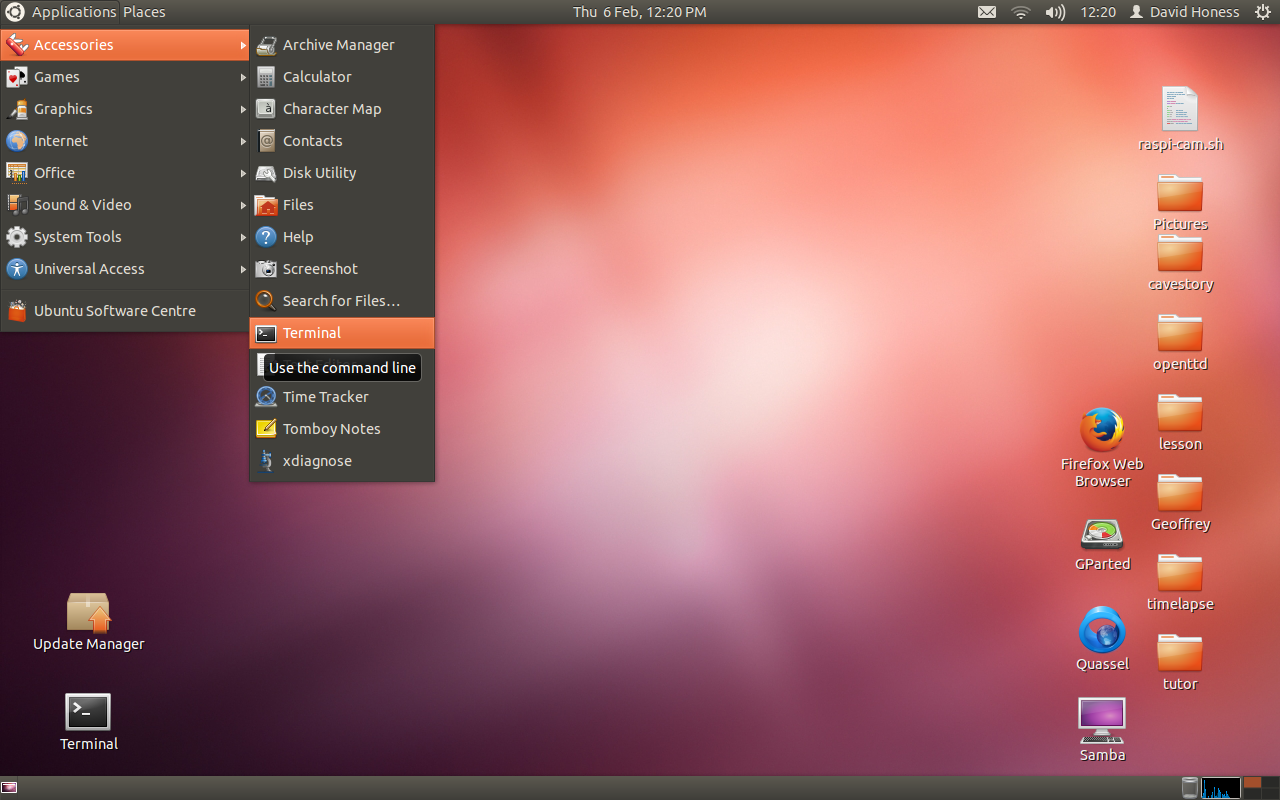 Applications Places
Thu 6 Feb, 12:20 PM
12:20 David Honess
Accessories
Games
Graphics
Internet
Office
Sound & Video
System Tools
Universal Access
Ubuntu Software Centre
Archive Manager
Calculator
Character Map
Contacts
Disk Utility
Files
Help
Screenshot
Search for Files...
Terminal
Use the command line
Time Tracker
Tomboy Notes
xdiagnose
raspi-cam.sh
Pictures
cavestory
openttd
lesson
Geoffrey
timelapse
tutor
Firefox Web
Browser
GParted
Quassel
Samba
Update Manager
Terminal